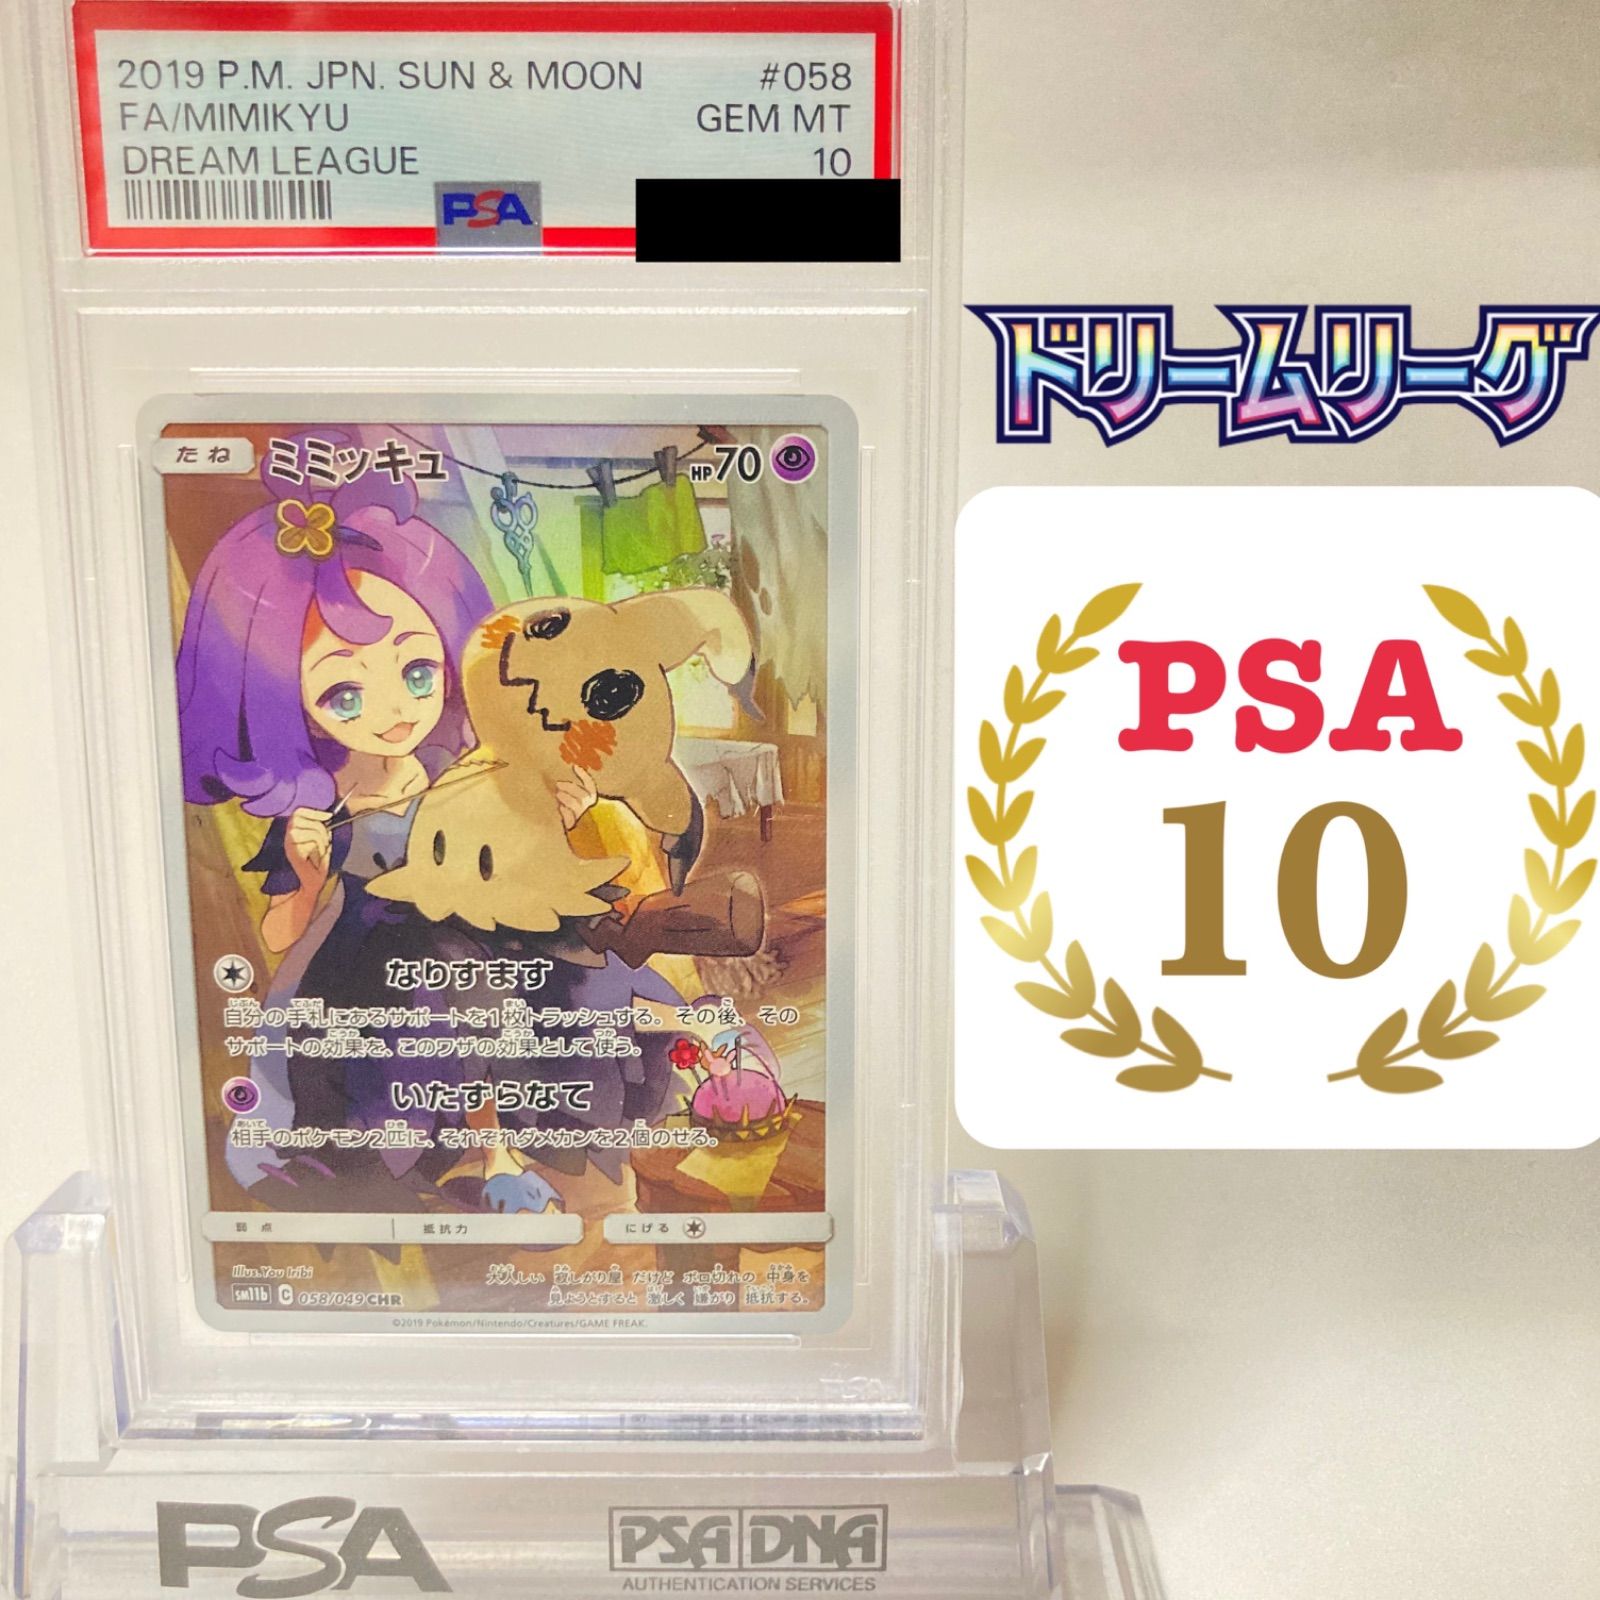 2019 P.M. JPN. SUN & MOON #058
FA/MIMIKYU GEM MT
DREAM LEAGUE 10
PSA
ドリームリーグ
PSA
10
たね ミミッキュ HP70
なりすます
自分の手札にあるサポートを1枚トラッシュする。その後、その
サポートの効果を、このワザの効果として使う。
いたずらなて
相手のポケモン2匹に、それぞれダメカンを2個のせる。
弱点 抵抗力 にげる
Illus.You Iribi
大人しい 寂しがり屋 だけど ボロ切れの 中身を
見ようとすると 激しく 嫌がり 抵抗する。
sm11b C 058/049 CHR
©2019 Pokémon/Nintendo/Creatures/GAME FREAK.
PSA
PSA DNA
AUTHENTICATION SERVICES